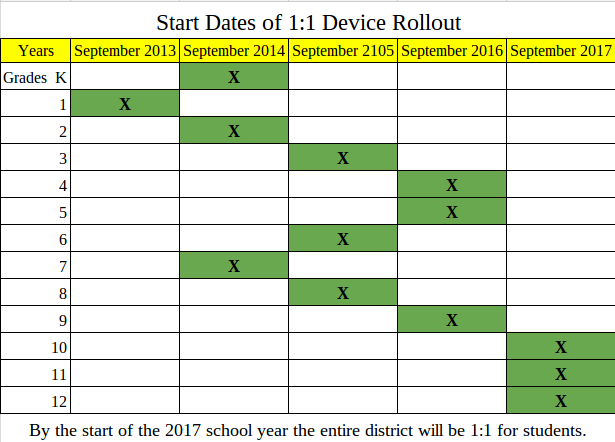 Start Dates of 1:1 Device Rollout
Years September 2013 September 2014 September 2105 September 2016 September 2017
Grades K X
1 X
2 X
3 X
4 X
5 X
6 X
7 X
8 X
9 X
10 X
11 X
12 X
By the start of the 2017 school year the entire district will be 1:1 for students.